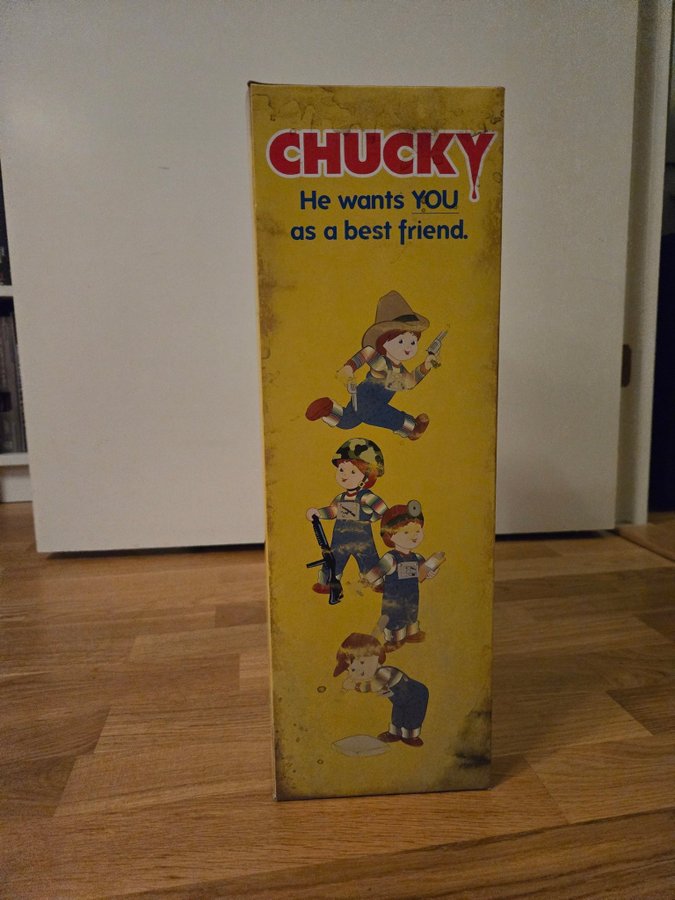 CHUCKY
He wants YOU
as a best friend.